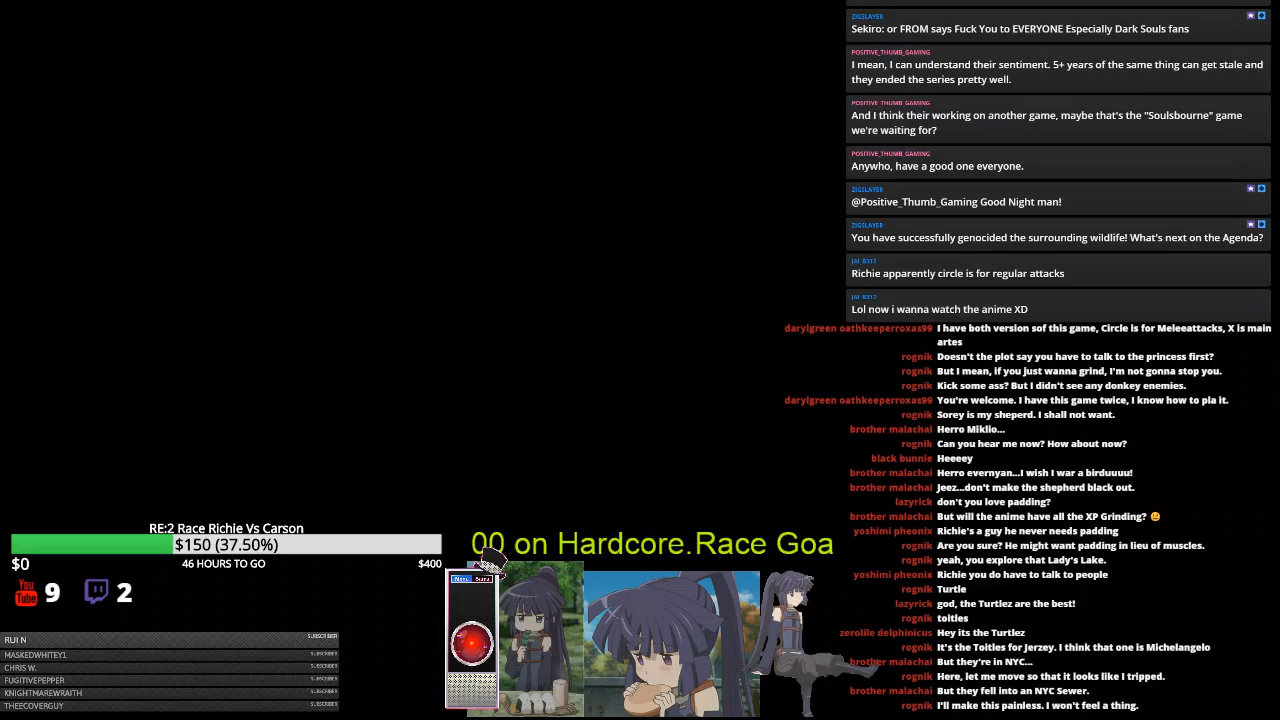 ZIGSLAYER
Sekiro: or FROM says Fuck You to EVERYONE Especially Dark Souls fans
POSITIVE_THUMB_GAMING
I mean, I can understand their sentiment. 5+ years of the same thing can get stale and
they ended the series pretty well.
POSITIVE_THUMB_GAMING
And I think their working on another game, maybe that's the "Soulsbourne" game
we're waiting for?
POSITIVE_THUMB_GAMING
Anywho, have a good one everyone.
ZIGSLAYER
@Positive_Thumb_Gaming Good Night man!
ZIGSLAYER
You have successfully genocided the surrounding wildlife! What's next on the Agenda?
JAI_B317
Richie apparently circle is for regular attacks
JAI_B317
Lol now i wanna watch the anime XD
darylgreen oathkeeperroxas99 I have both version sof this game, Circle is for Meleeattacks, X is main
artes
rognik Doesn't the plot say you have to talk to the princess first?
rognik But I mean, if you just wanna grind, I'm not gonna stop you.
rognik Kick some ass? But I didn't see any donkey enemies.
darylgreen oathkeeperroxas99 You're welcome. I have this game twice, I know how to pla it.
rognik Sorey is my sheperd. I shall not want.
brother malachai Herro Miklio...
rognik Can you hear me now? How about now?
black bunnie Heeeey
brother malachai Herro evernyan...I wish I war a birduuuu!
brother malachai Jeez...don't make the shepherd black out.
lazyrick don't you love padding?
brother malachai But will the anime have all the XP Grinding? 😐
yoshimi pheonix Richie's a guy he never needs padding
rognik Are you sure? He might want padding in lieu of muscles.
rognik yeah, you explore that Lady's Lake.
yoshimi pheonix Richie you do have to talk to people
rognik Turtle
lazyrick god, the Turtlez are the best!
rognik toitles
zerolile delphinicus Hey its the Turtlez
rognik It's the Toitles for Jerzey. I think that one is Michelangelo
brother malachai But they're in NYC...
rognik Here, let me move so that it looks like I tripped.
brother malachai But they fell into an NYC Sewer.
rognik I'll make this painless. I won't feel a thing.
RE:2 Race Richie Vs Carson
$150 (37.50%)
$0 46 HOURS TO GO $400
00 on Hardcore.Race Goa
You Tube 9 2
RUI N SUBSCRIBER
MASKEDWHITEY1 SUBSCRIBER
CHRIS W. SUBSCRIBER
FUGITIVEPEPPER SUBSCRIBER
KNIGHTMAREWRAITH SUBSCRIBER
THEECOVERGUY SUBSCRIBER